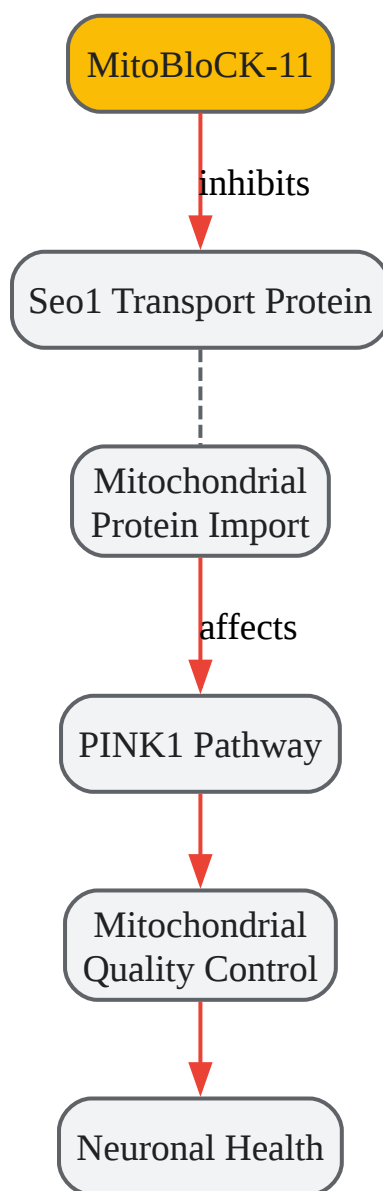 MitoBloCK-11
inhibits
Seo1 Transport Protein
Mitochondrial
Protein Import
affects
PINK1 Pathway
Mitochondrial
Quality Control
Neuronal Health